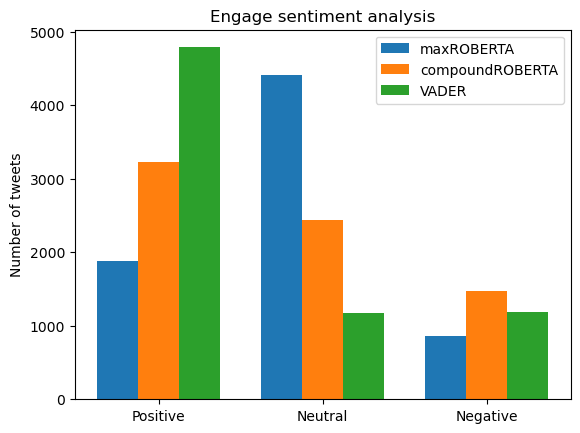 Engage sentiment analysis
maxROBERTA
compoundROBERTA
VADER
Number of tweets
5000
4000
3000
2000
1000
0
Positive
Neutral
Negative